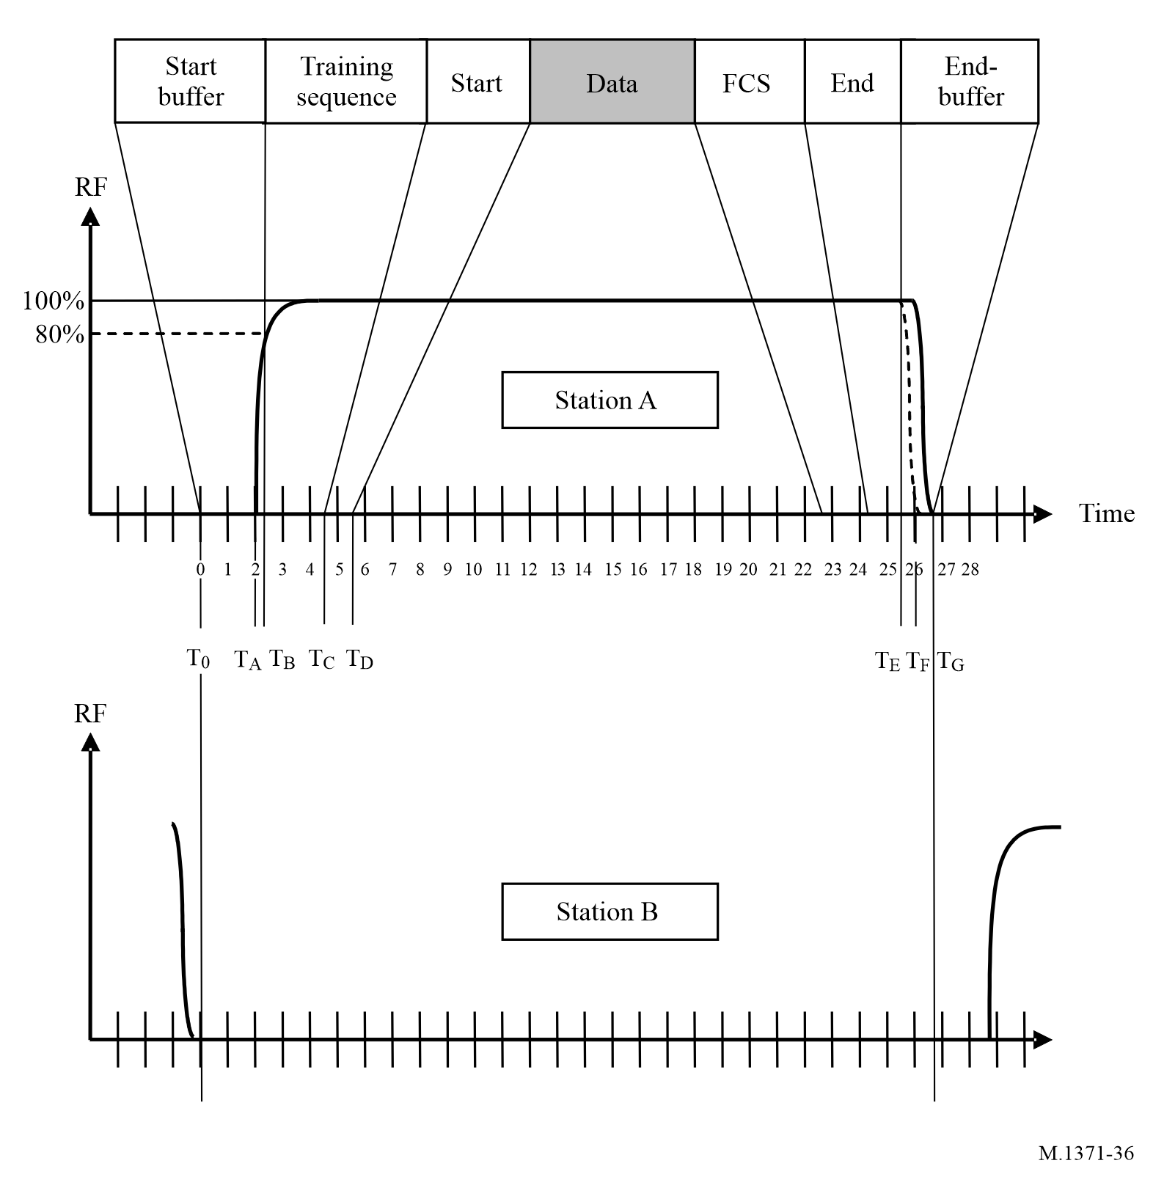 Start
buffer
Training
sequence
Start
Data
FCS
End
End-
buffer
RF
100%
80%
Station A
Time
0 1 2 3 4 5 6 7 8 9 10 11 12 13 14 15 16 17 18 19 20 21 22 23 24 25 26 27 28
T0 TA TB TC TD TE TF TG
RF
Station B
M.1371-36